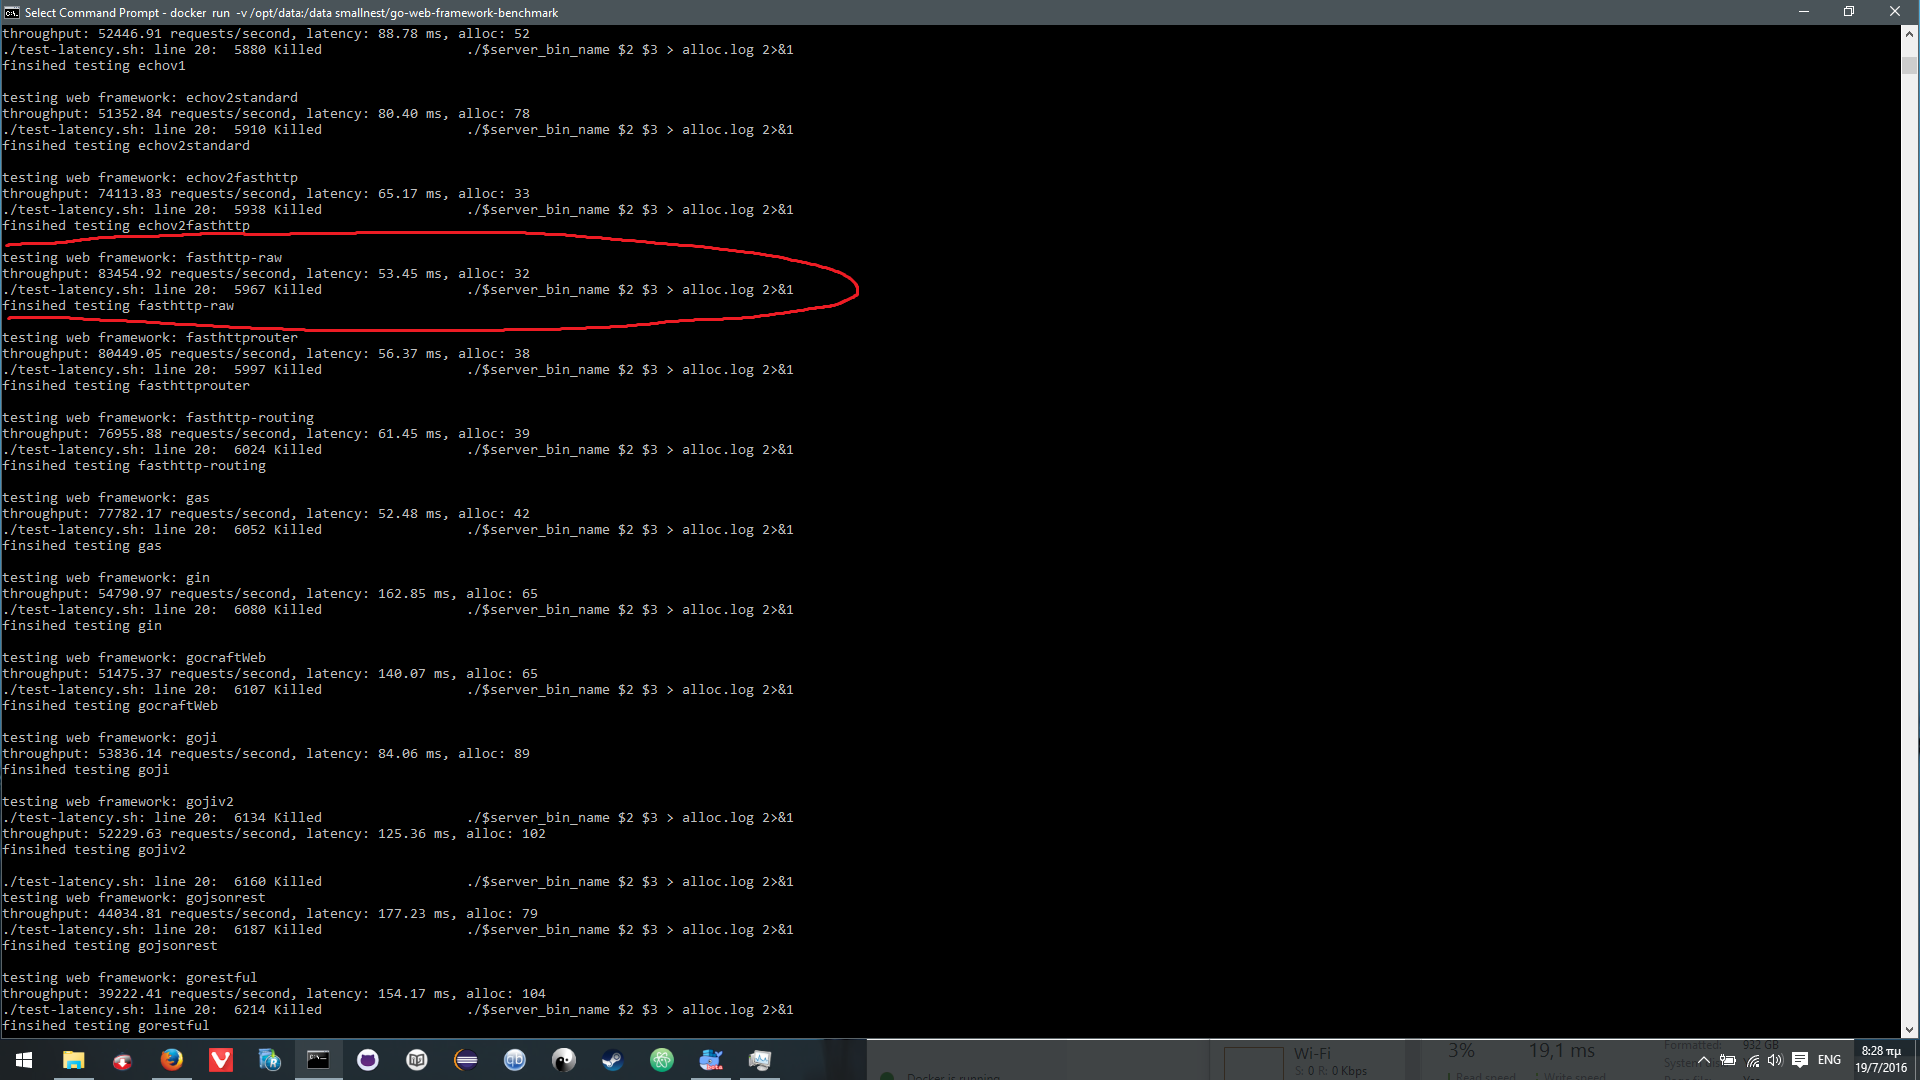 Select Command Prompt - docker  run  -v /opt/data:/data smallnest/go-web-framework-benchmark
throughput: 52446.91 requests/second, latency: 88.78 ms, alloc: 52
./test-latency.sh: line 20:  5880 Killed                  ./$server_bin_name $2 $3 > alloc.log 2>&1
finsihed testing echov1
testing web framework: echov2standard
throughput: 51352.84 requests/second, latency: 80.40 ms, alloc: 78
./test-latency.sh: line 20:  5910 Killed                  ./$server_bin_name $2 $3 > alloc.log 2>&1
finsihed testing echov2standard
testing web framework: echov2fasthttp
throughput: 74113.83 requests/second, latency: 65.17 ms, alloc: 33
./test-latency.sh: line 20:  5938 Killed                  ./$server_bin_name $2 $3 > alloc.log 2>&1
finsihed testing echov2fasthttp
testing web framework: fasthttp-raw
throughput: 83454.92 requests/second, latency: 53.45 ms, alloc: 32
./test-latency.sh: line 20:  5967 Killed                  ./$server_bin_name $2 $3 > alloc.log 2>&1
finsihed testing fasthttp-raw
testing web framework: fasthttprouter
throughput: 80449.05 requests/second, latency: 56.37 ms, alloc: 38
./test-latency.sh: line 20:  5997 Killed                  ./$server_bin_name $2 $3 > alloc.log 2>&1
finsihed testing fasthttprouter
testing web framework: fasthttp-routing
throughput: 76955.88 requests/second, latency: 61.45 ms, alloc: 39
./test-latency.sh: line 20:  6024 Killed                  ./$server_bin_name $2 $3 > alloc.log 2>&1
finsihed testing fasthttp-routing
testing web framework: gas
throughput: 77782.17 requests/second, latency: 52.48 ms, alloc: 42
./test-latency.sh: line 20:  6052 Killed                  ./$server_bin_name $2 $3 > alloc.log 2>&1
finsihed testing gas
testing web framework: gin
throughput: 54790.97 requests/second, latency: 162.85 ms, alloc: 65
./test-latency.sh: line 20:  6080 Killed                  ./$server_bin_name $2 $3 > alloc.log 2>&1
finsihed testing gin
testing web framework: gocraftWeb
throughput: 51475.37 requests/second, latency: 140.07 ms, alloc: 65
./test-latency.sh: line 20:  6107 Killed                  ./$server_bin_name $2 $3 > alloc.log 2>&1
finsihed testing gocraftWeb
testing web framework: goji
throughput: 53836.14 requests/second, latency: 84.06 ms, alloc: 89
finsihed testing goji
testing web framework: gojiv2
./test-latency.sh: line 20:  6134 Killed                  ./$server_bin_name $2 $3 > alloc.log 2>&1
throughput: 52229.63 requests/second, latency: 125.36 ms, alloc: 102
finsihed testing gojiv2
./test-latency.sh: line 20:  6160 Killed                  ./$server_bin_name $2 $3 > alloc.log 2>&1
testing web framework: gojsonrest
throughput: 44034.81 requests/second, latency: 177.23 ms, alloc: 79
./test-latency.sh: line 20:  6187 Killed                  ./$server_bin_name $2 $3 > alloc.log 2>&1
finsihed testing gojsonrest
testing web framework: gorestful
throughput: 39222.41 requests/second, latency: 154.17 ms, alloc: 104
./test-latency.sh: line 20:  6214 Killed                  ./$server_bin_name $2 $3 > alloc.log 2>&1
finsihed testing gorestful
Wi-Fi
S: 0 R: 0 Kbps
3%
19,1 ms
Read speed
Write speed
Formatted: 932 GB
Docker is running
ENG
8:28 πμ
19/7/2016